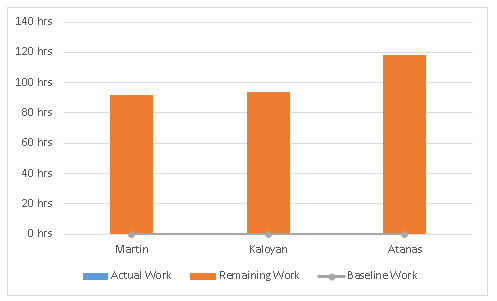 140 hrs
120 hrs
100 hrs
80 hrs
60 hrs
40 hrs
20 hrs
0 hrs
Martin Kaloyan Atanas
Actual Work Remaining Work Baseline Work